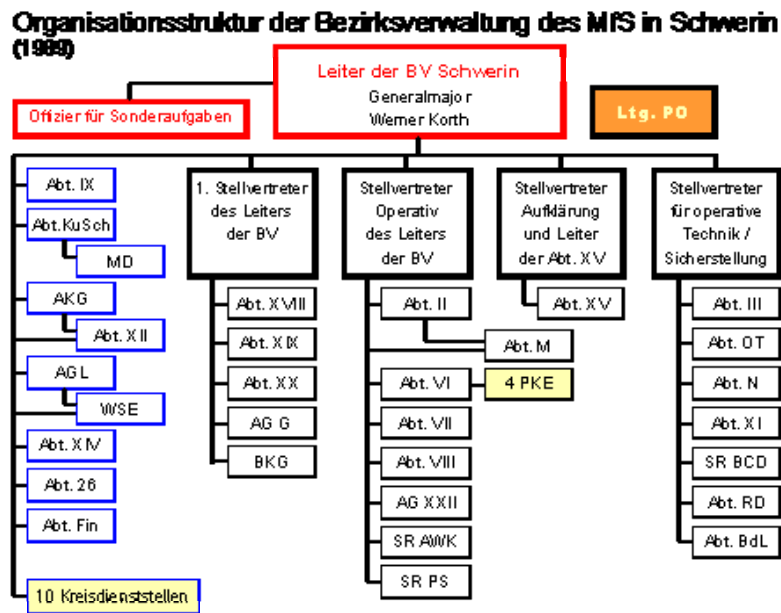 Organisationsstruktur der Bezirksverwaltung des MfS in Schwerin
(1989)
Leiter der BV Schwerin
Generalmajor
Werner Korth
Offizier für Sonderaufgaben
Ltg. PO
Abt. IX
Abt.KuSch
MD
AKG
Abt. XII
AGL
WSE
Abt. XIV
Abt. 26
Abt. Fin
10 Kreisdienststellen
1. Stellvertreter
des Leiters
der BV
Abt. XVIII
Abt. XIX
Abt. XX
AG G
BKG
Stellvertreter
Operativ
des Leiters
der BV
Abt. II
Abt. M
Abt. VI
4 PKE
Abt. VII
Abt. VIII
AG XXII
SR AWK
SR PS
Stellvertreter
Aufklärung
und Leiter
der Abt. XV
Abt. XV
Stellvertreter
für operative
Technik /
Sicherstellung
Abt. III
Abt. OT
Abt. N
Abt. XI
SR BCD
Abt. RD
Abt. BdL